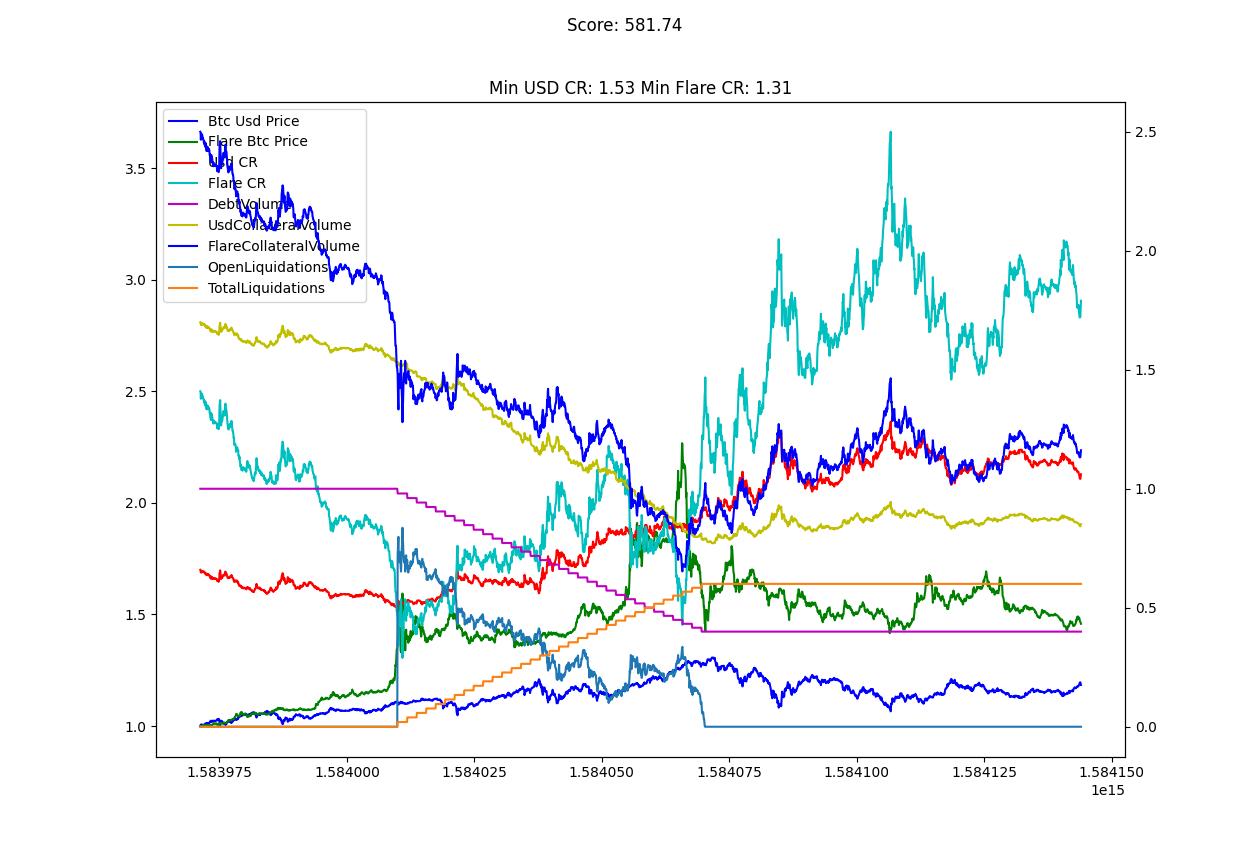 Score: 581.74
Min USD CR: 1.53 Min Flare CR: 1.31
Btc Usd Price
Flare Btc Price
Usd CR
Flare CR
DebtVolume
UsdCollateralVolume
FlareCollateralVolume
OpenLiquidations
TotalLiquidations
3.5
3.0
2.5
2.0
1.5
1.0
2.5
2.0
1.5
1.0
0.5
0.0
1.583975 1.584000 1.584025 1.584050 1.584075 1.584100 1.584125 1.584150
1e15